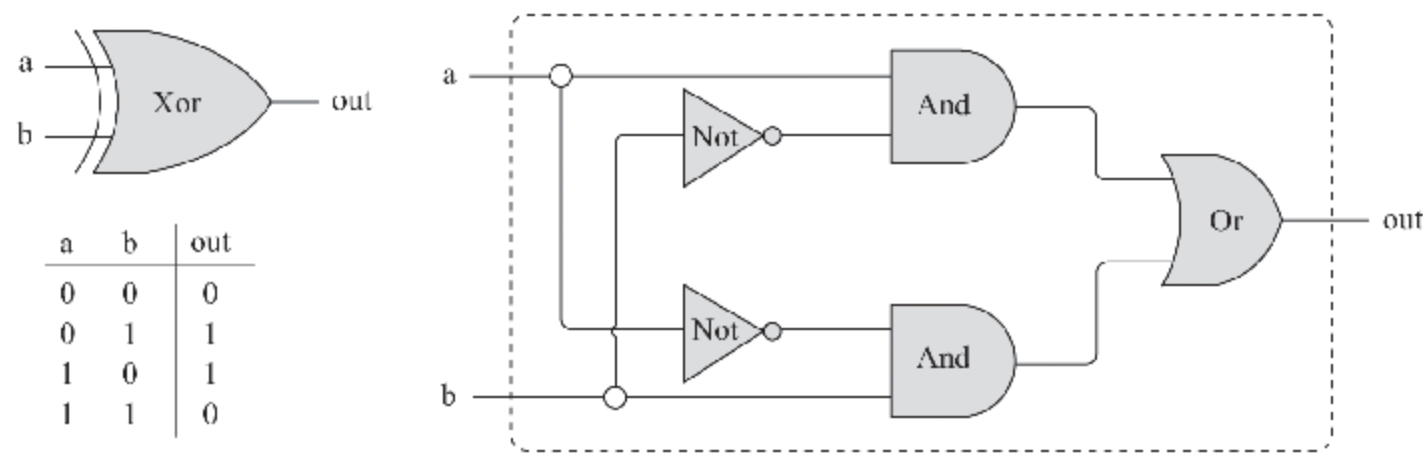 a
Xor
out
b
a b out
0 0 0
0 1 1
1 0 1
1 1 0
a
And
Not
Or
out
Not
And
b